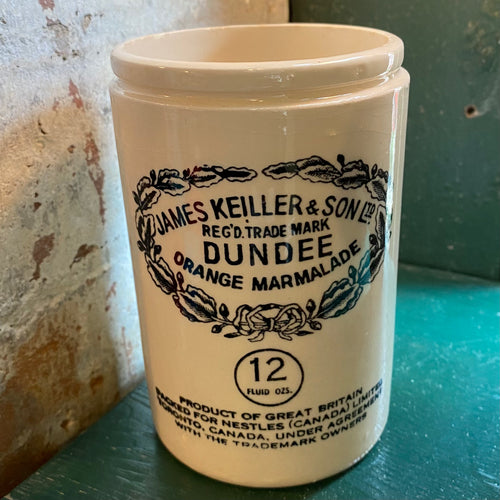 JAMES KEILLER & SON LTD
REG'D. TRADE MARK
DUNDEE
ORANGE MARMALADE
12
FLUID OZS.
PRODUCT OF GREAT BRITAIN
PACKED FOR NESTLES (CANADA) LIMITED
TORONTO, CANADA, UNDER AGREEMENT
WITH THE TRADEMARK OWNERS